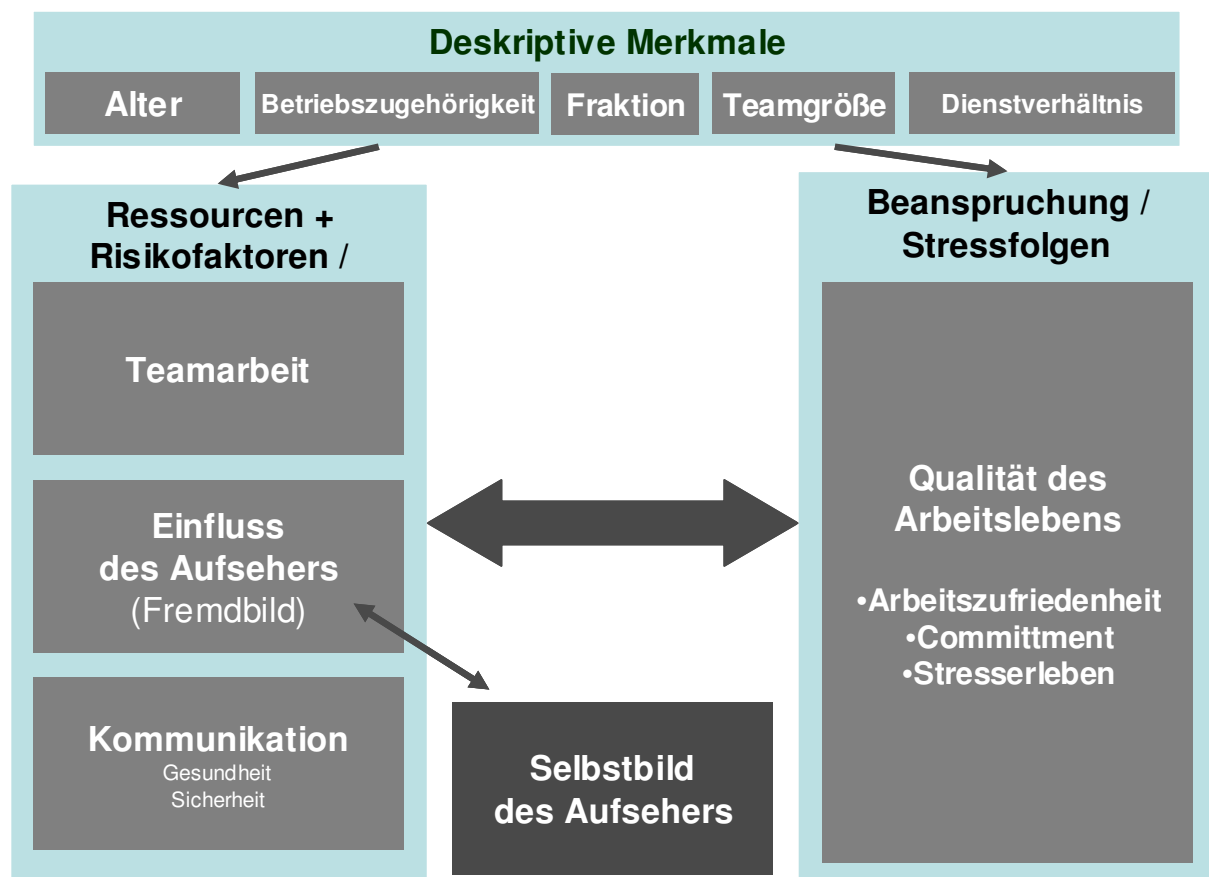 Deskriptive Merkmale
Alter
Betriebszugehörigkeit
Fraktion
Teamgröße
Dienstverhältnis
Ressourcen +
Risikofaktoren /
Teamarbeit
Einfluss
des Aufsehers
(Fremdbild)
Kommunikation
Gesundheit
Sicherheit
Selbstbild
des Aufsehers
Beanspruchung /
Stressfolgen
Qualität des
Arbeitslebens
•Arbeitszufriedenheit
•Committment
•Stresserleben